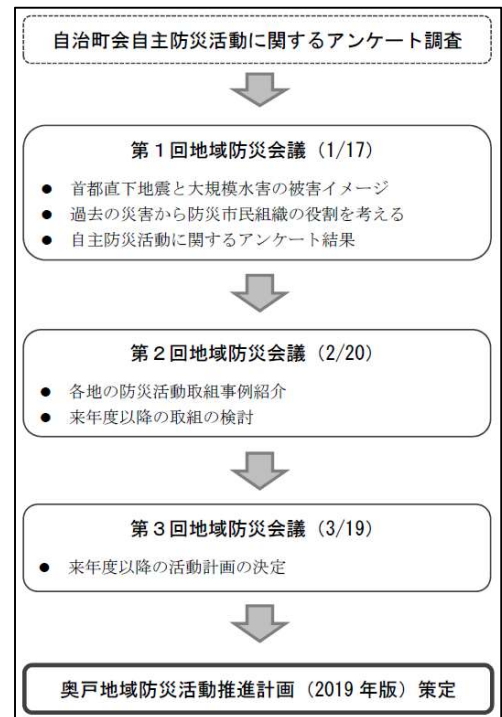 自治町会自主防災活動に関するアンケート調査
第１回地域防災会議（1/17）
● 首都直下地震と大規模水害の被害イメージ
● 過去の災害から防災市民組織の役割を考える
● 自主防災活動に関するアンケート結果
第２回地域防災会議（2/20）
● 各地の防災活動取組事例紹介
● 来年度以降の取組の検討
第３回地域防災会議（3/19）
● 来年度以降の活動計画の決定
奥戸地域防災活動推進計画（2019 年版）策定